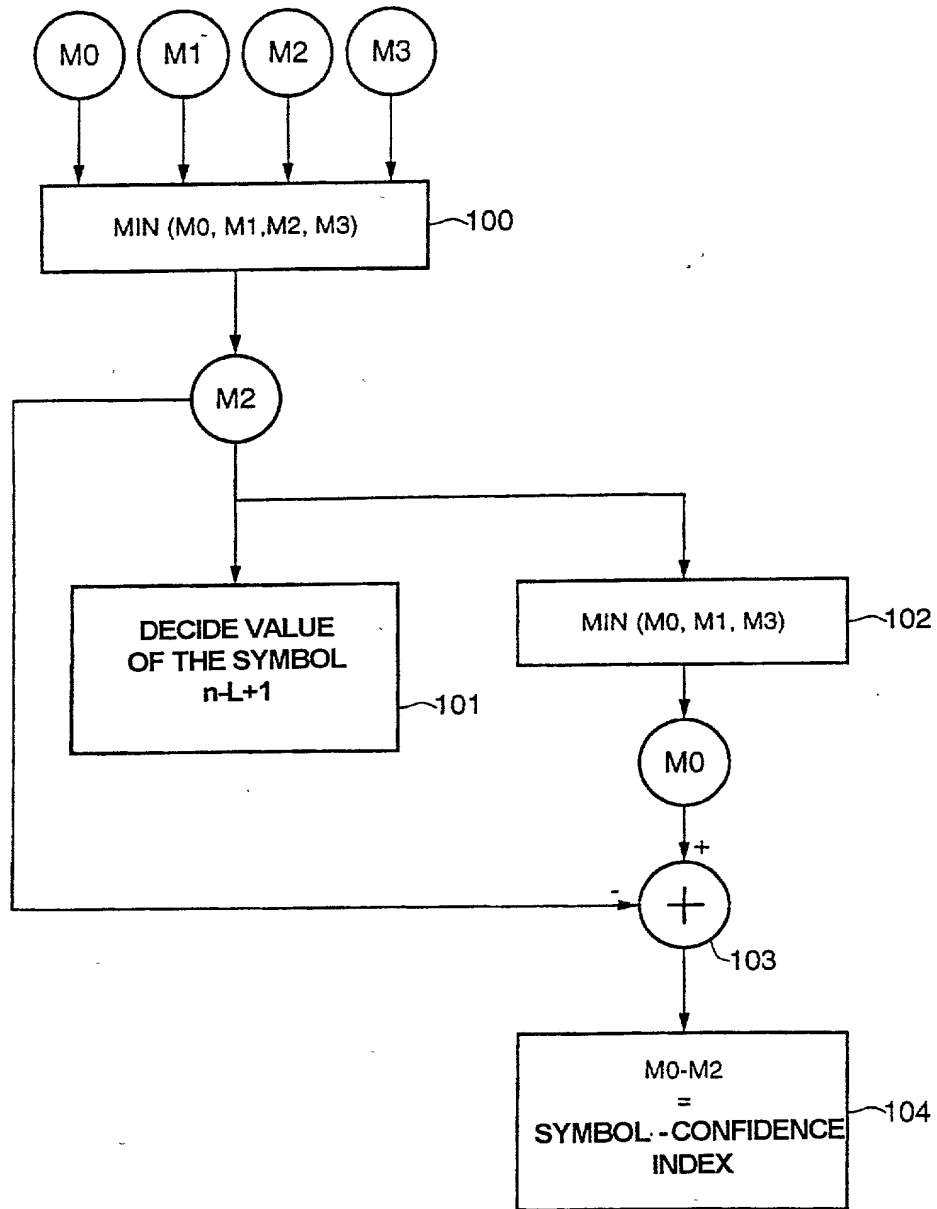 M0 M1 M2 M3
MIN (M0, M1,M2, M3)
100
M2
DECIDE VALUE
OF THE SYMBOL
n-L+1
101
MIN (M0, M1, M3)
102
M0
+
-
+
103
M0-M2
=
SYMBOL-CONFIDENCE
INDEX
104